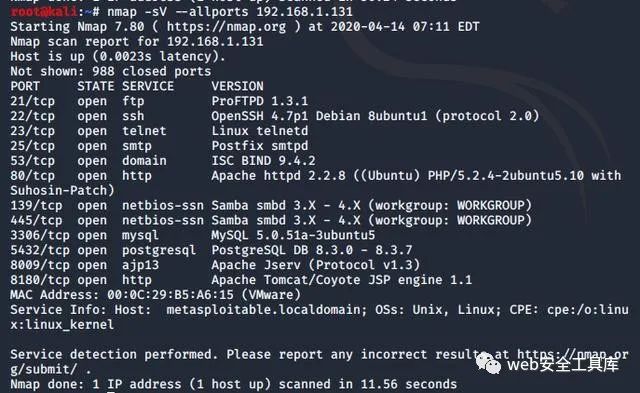 root@kali:~# nmap -sV --allports 192.168.1.131
Starting Nmap 7.80 ( https://nmap.org ) at 2020-04-14 07:11 EDT
Nmap scan report for 192.168.1.131
Host is up (0.0023s latency).
Not shown: 988 closed ports
PORT STATE SERVICE VERSION
21/tcp open ftp ProFTPD 1.3.1
22/tcp open ssh OpenSSH 4.7p1 Debian 8ubuntu1 (protocol 2.0)
23/tcp open telnet Linux telnetd
25/tcp open smtp Postfix smtpd
53/tcp open domain ISC BIND 9.4.2
80/tcp open http Apache httpd 2.2.8 ((Ubuntu) PHP/5.2.4-2ubuntu5.10 with
Suhosin-Patch)
139/tcp open netbios-ssn Samba smbd 3.X - 4.X (workgroup: WORKGROUP)
445/tcp open netbios-ssn Samba smbd 3.X - 4.X (workgroup: WORKGROUP)
3306/tcp open mysql MySQL 5.0.51a-3ubuntu5
5432/tcp open postgresql PostgreSQL DB 8.3.0 - 8.3.7
8009/tcp open ajp13 Apache Jserv (Protocol v1.3)
8180/tcp open http Apache Tomcat/Coyote JSP engine 1.1
MAC Address: 00:0C:29:B5:A6:15 (VMware)
Service Info: Host: metasploitable.localdomain; OSs: Unix, Linux; CPE: cpe:/o:linu
x:linux_kernel
Service detection performed. Please report any incorrect results at https://nmap.or
g/submit/ .
Nmap done: 1 IP address (1 host up) scanned in 11.56 seconds
web安全工具库